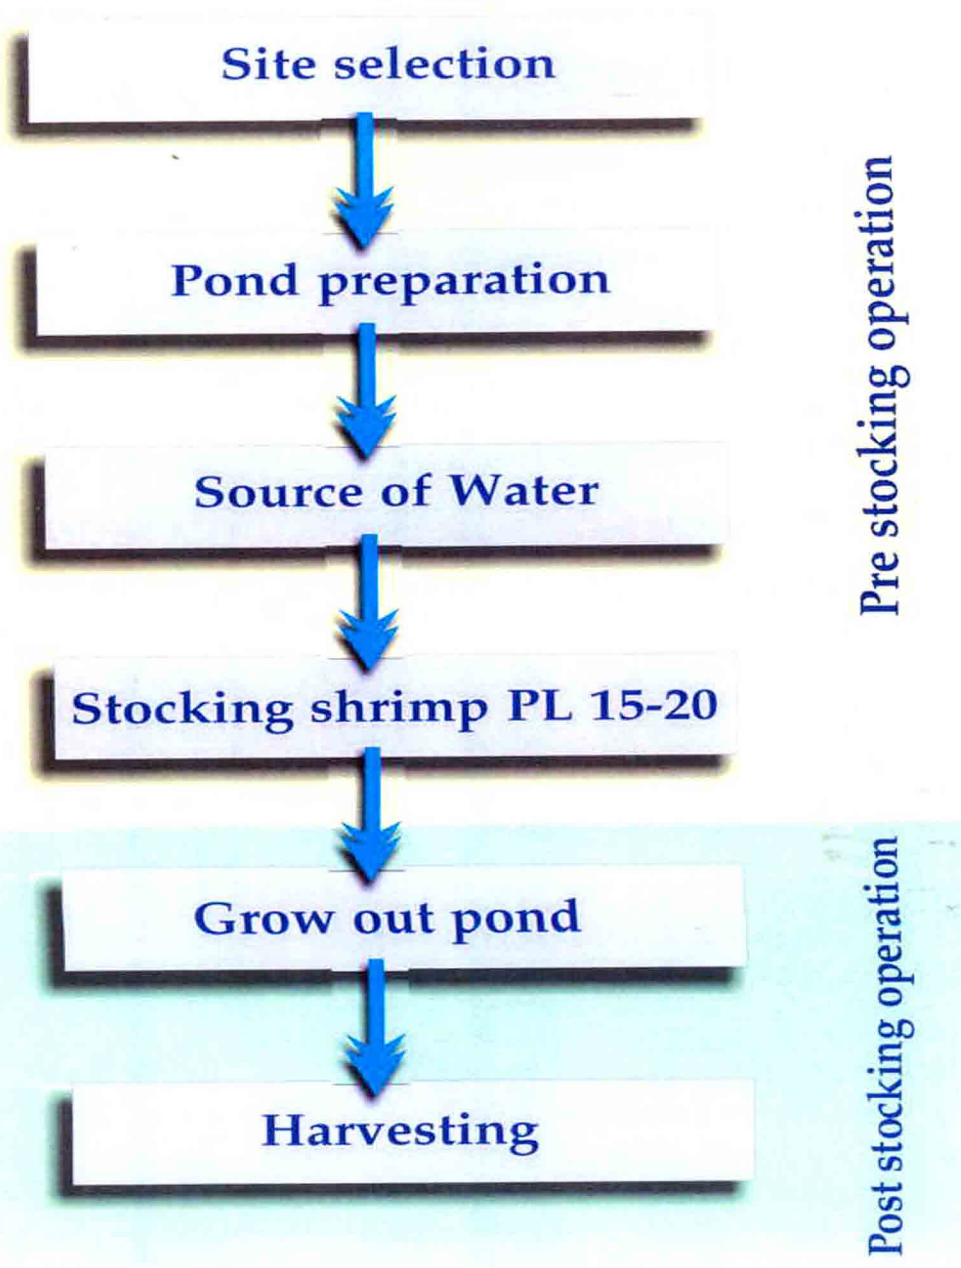 Site selection
Pond preparation
Source of Water
Stocking shrimp PL 15-20
Pre stocking operation
Grow out pond
Harvesting
Post stocking operation